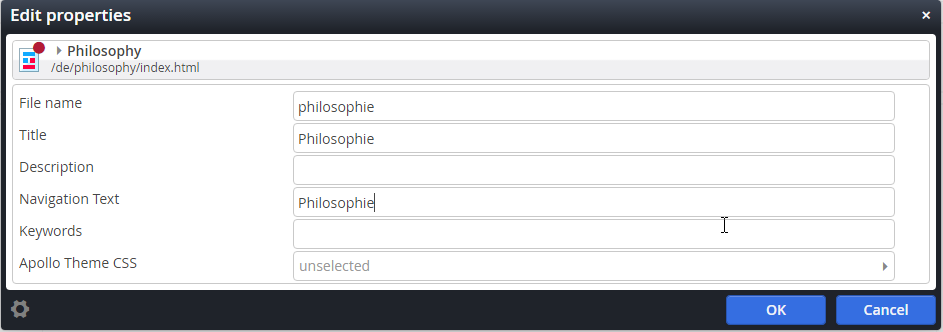 Edit properties
Philosophy
/de/philosophy/index.html
File name philosophie
Title Philosophie
Description
Navigation Text Philosophie
Keywords
Apollo Theme CSS unselected
OK Cancel